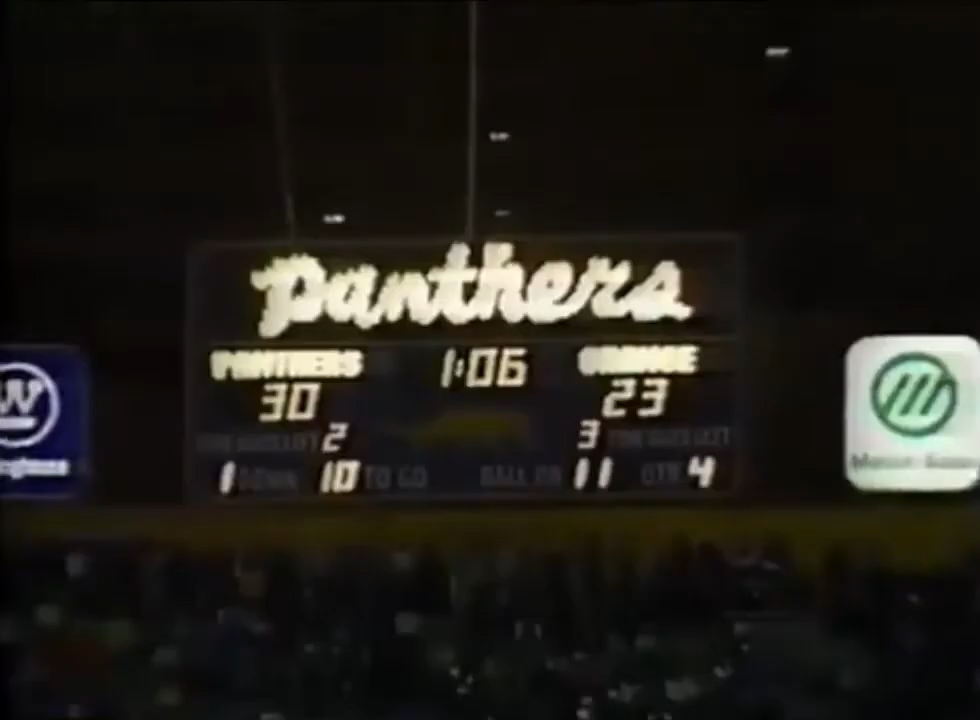 Panthers
PANTHERS 1:06 ORANGE
30 23
2 3
1 DOWN 10 TO GO BALL ON 11 QTR 4
W